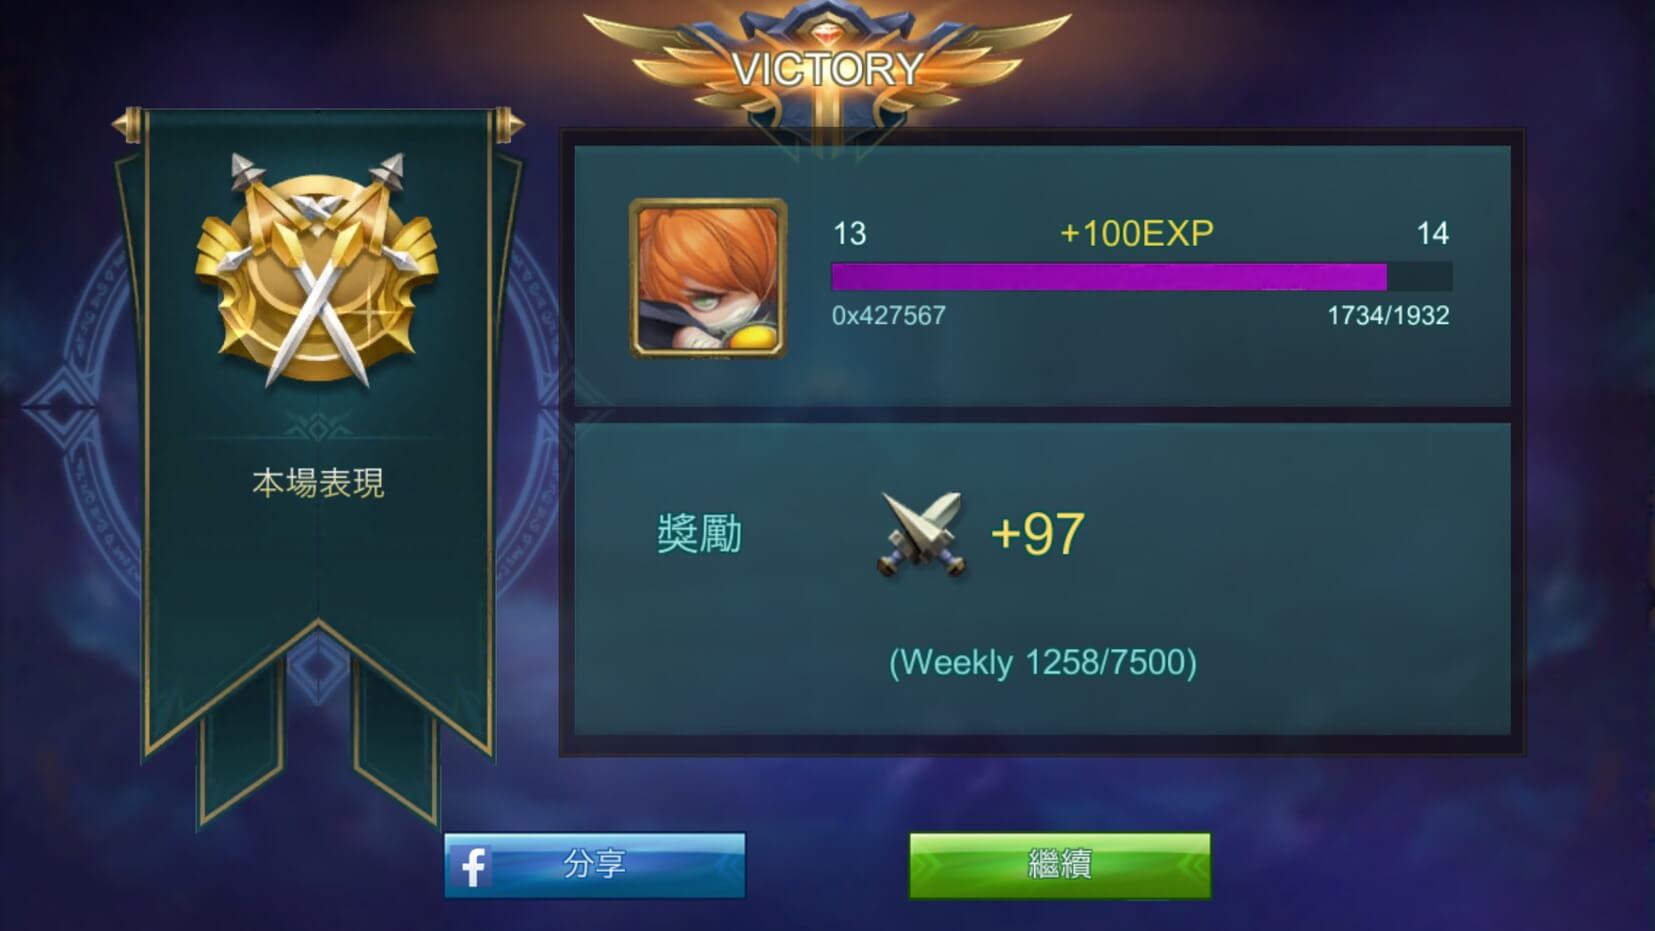 VICTORY
本場表現
13 +100EXP 14
0x427567 1734/1932
獎勵 +97
(Weekly 1258/7500)
f 分享
繼續